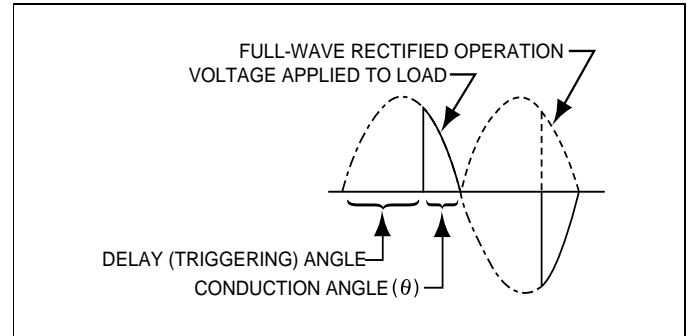 FULL-WAVE RECTIFIED OPERATION
VOLTAGE APPLIED TO LOAD
DELAY (TRIGGERING) ANGLE
CONDUCTION ANGLE (θ)